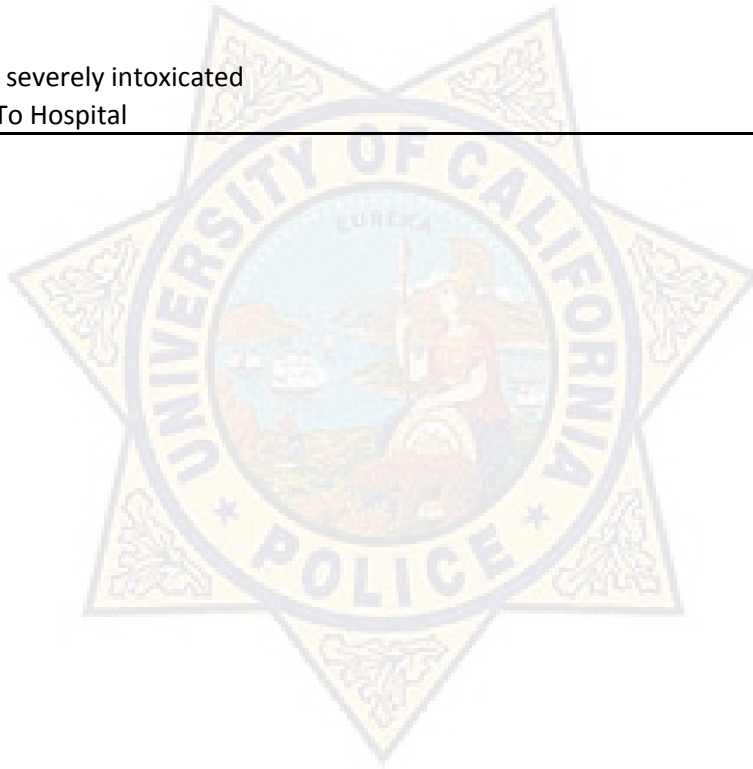 severely intoxicated
To Hospital
UNIVERSITY OF CALIFORNIA
EUREKA
* POLICE *